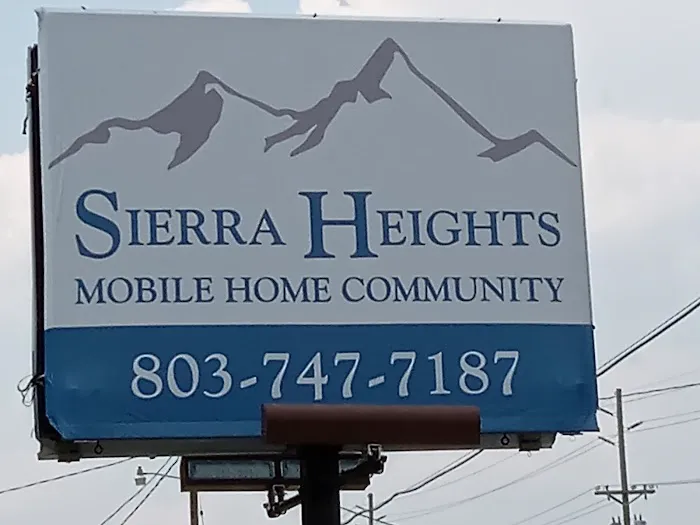 SIERRA HEIGHTS
MOBILE HOME COMMUNITY
803-747-7187